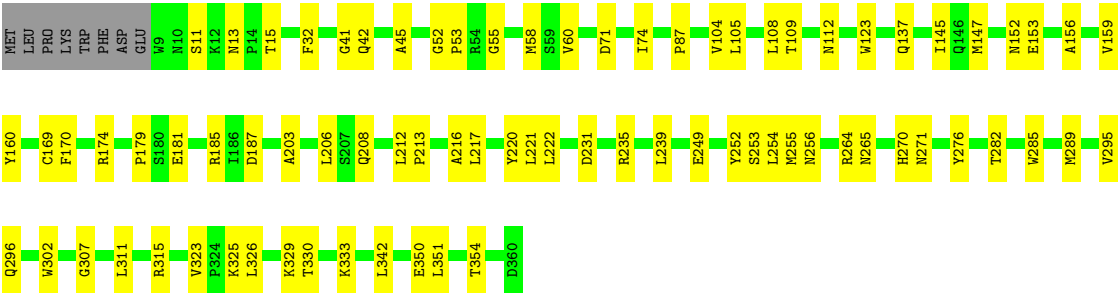 MET LEU PRO LYS TRP PHE ASP GLU W9 N10 S11 K12 N13 P14 T15 F32 G41 Q42 A45 G52 P53 R54 G55 M58 S59 V60 D71 I74 P87 V104 L105 L108 T109 N112 W123 Q137 I145 Q146 M147 N152 E153 A156 V159
Y160 C169 F170 R174 P179 S180 E181 R185 I186 D187 A203 L206 S207 Q208 L212 P213 A216 L217 Y220 L221 L222 D231 R235 L239 E249 Y252 S253 L254 M255 N256 R264 N265 H270 N271 Y276 T282 W285 M289 V295
Q296 W302 G307 L311 R315 V323 P324 K325 L326 K329 T330 K333 L342 E350 L351 T354 D360